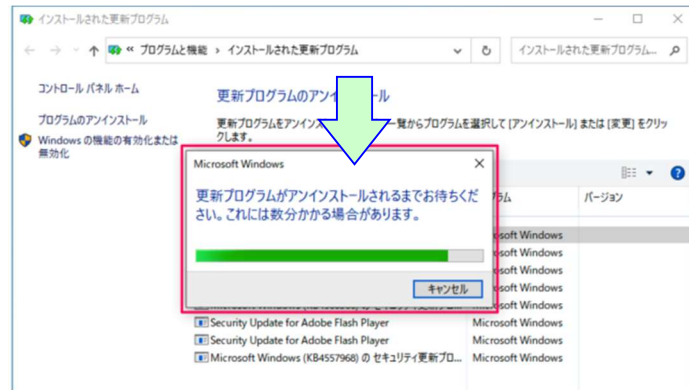 インストールされた更新プログラム
« プログラムと機能 › インストールされた更新プログラム
インストールされた更新プログラム...
コントロール パネル ホーム
プログラムのアンインストール
Windows の機能の有効化または
無効化
更新プログラムのアンイ ール
更新プログラムをアンインス 覧からプログラムを選択して [アンインストール] または [変更] をクリッ
クします。
Microsoft Windows
更新プログラムがアンインストールされるまでお待ちくだ
さい。これには数分かかる場合があります。
キャンセル
ラム
バージョン
osoft Windows
osoft Windows
osoft Windows
osoft Windows
osoft Windows
Security Update for Adobe Flash Player
Microsoft Windows
Security Update for Adobe Flash Player
Microsoft Windows
Microsoft Windows (KB4557968) の セキュリティ更新プロ...
Microsoft Windows